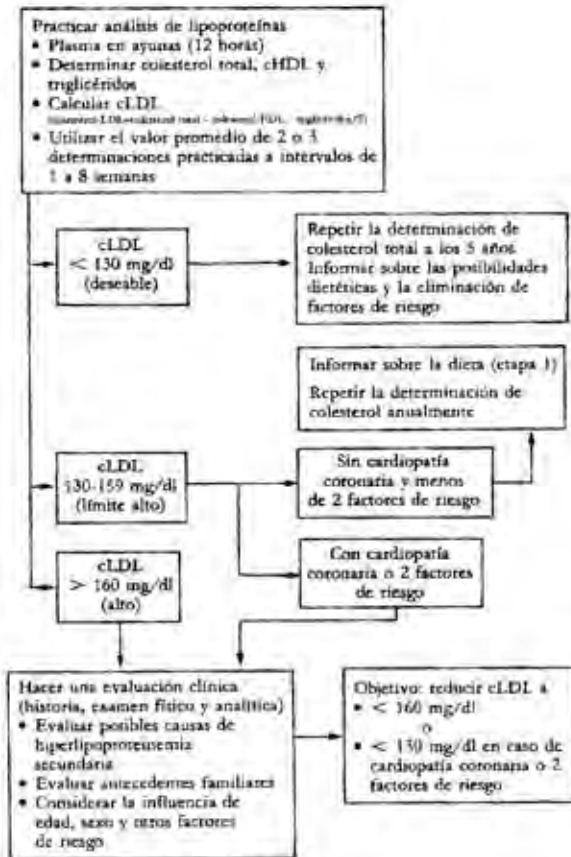 Practicar análisis de lipoproteínas
• Plasma en ayunas (12 horas)
• Determinar colesterol total, cHDL y
triglicéridos
• Calcular cLDL
• Utilizar el valor promedio de 2 o 3
determinaciones practicadas a intervalos de
1 a 8 semanas
cLDL
< 130 mg/dl
(deseable)
Repetir la determinación de
colesterol total a los 5 años
Informar sobre las posibilidades
dietéticas y la eliminación de
factores de riesgo
Informar sobre la dieta (etapa 1)
Repetir la determinación de
colesterol anualmente
cLDL
130-159 mg/dl
(límite alto)
Sin cardiopatía
coronaria y menos
de 2 factores de riesgo
cLDL
> 160 mg/dl
(alto)
Con cardiopatía
coronaria o 2 factores
de riesgo
Hacer una evaluación clínica
(historia, examen físico y analítica)
• Evaluar posibles causas de
hiperlipoproteinemia
secundaria
• Evaluar antecedentes familiares
• Considerar la influencia de
edad, sexo y otros factores
de riesgo
Objetivo: reducir cLDL a
• < 160 mg/dl
o
• < 130 mg/dl en caso de
cardiopatía coronaria o 2
factores de riesgo